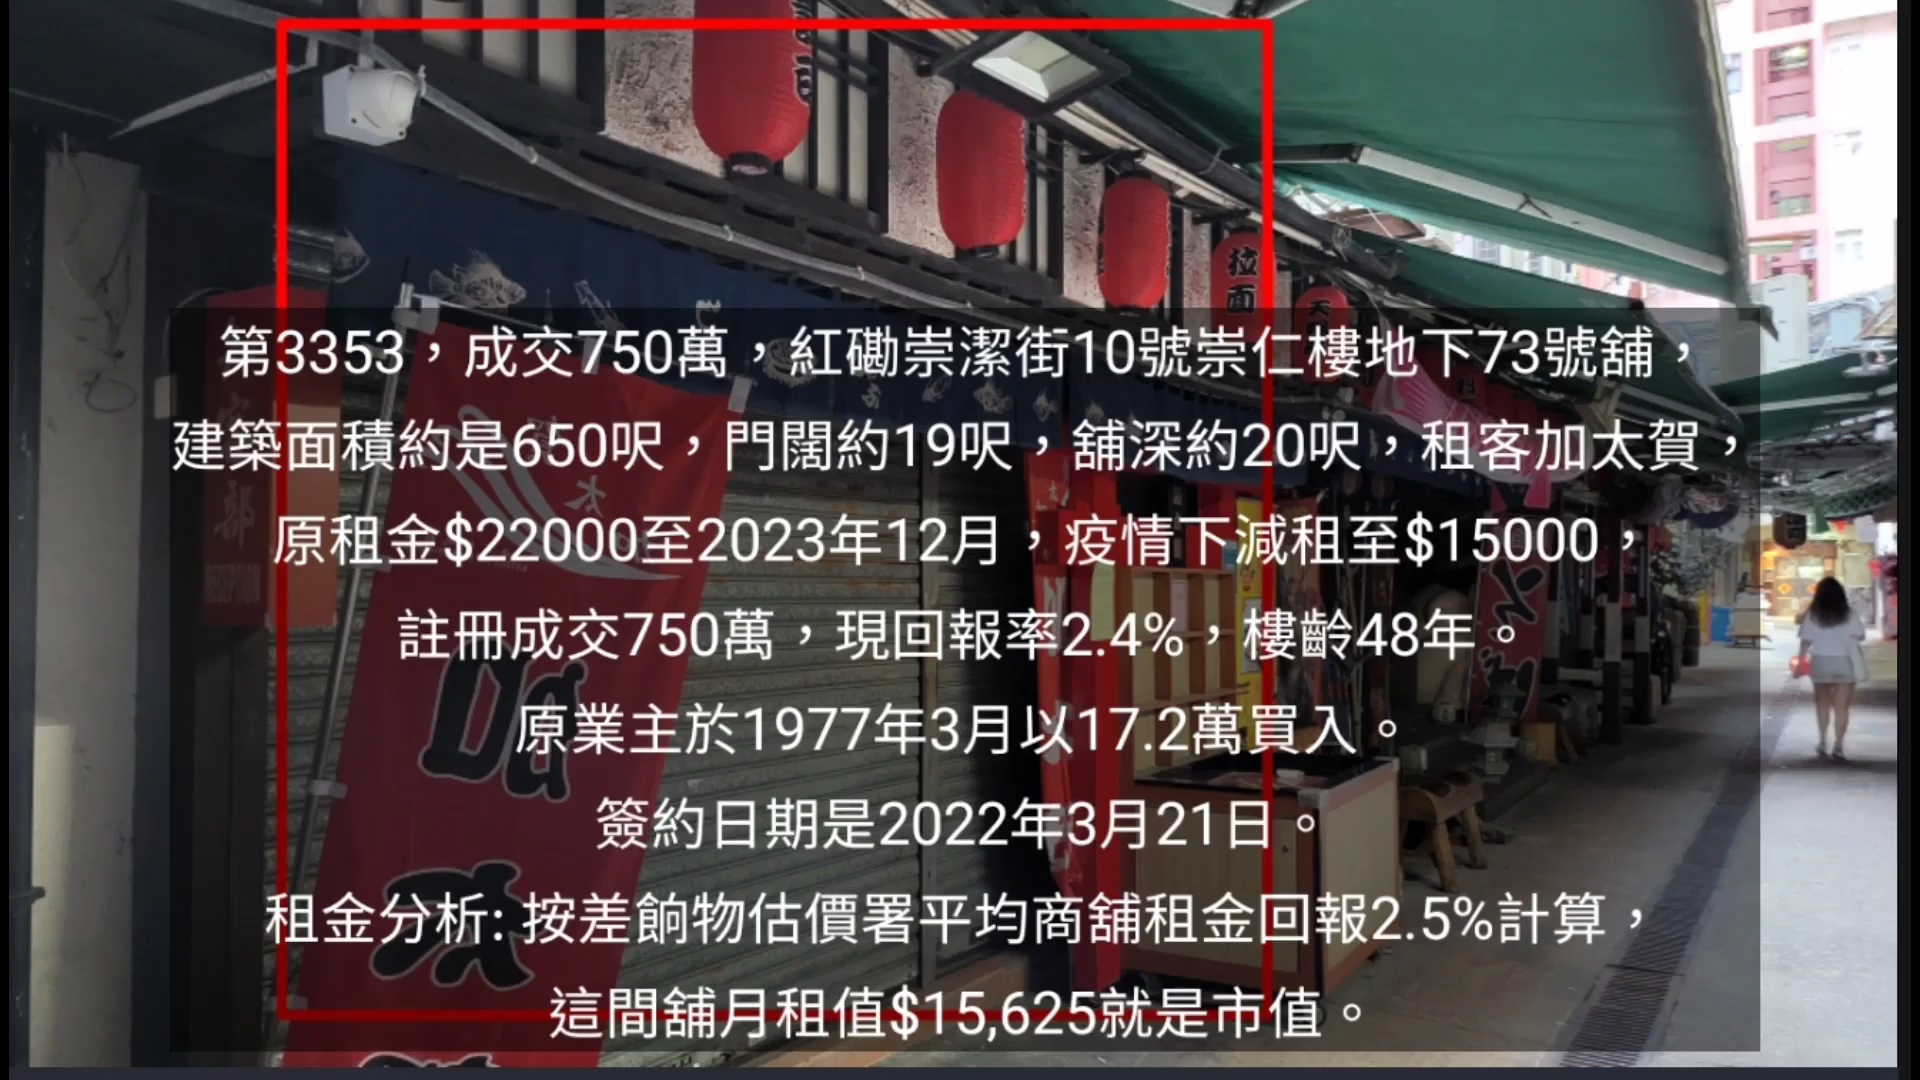 拉面
天
第3353，成交750萬，紅磡崇潔街10號崇仁樓地下73號舖，
建築面積約是650呎，門闊約19呎，舖深約20呎，租客加太賀，
原租金$22000至2023年12月，疫情下減租至$15000，
註冊成交750萬，現回報率2.4%，樓齡48年。
原業主於1977年3月以17.2萬買入。
簽約日期是2022年3月21日。
租金分析: 按差餉物估價署平均商舖租金回報2.5%計算，
這間舖月租值$15,625就是市值。
RECEPTION